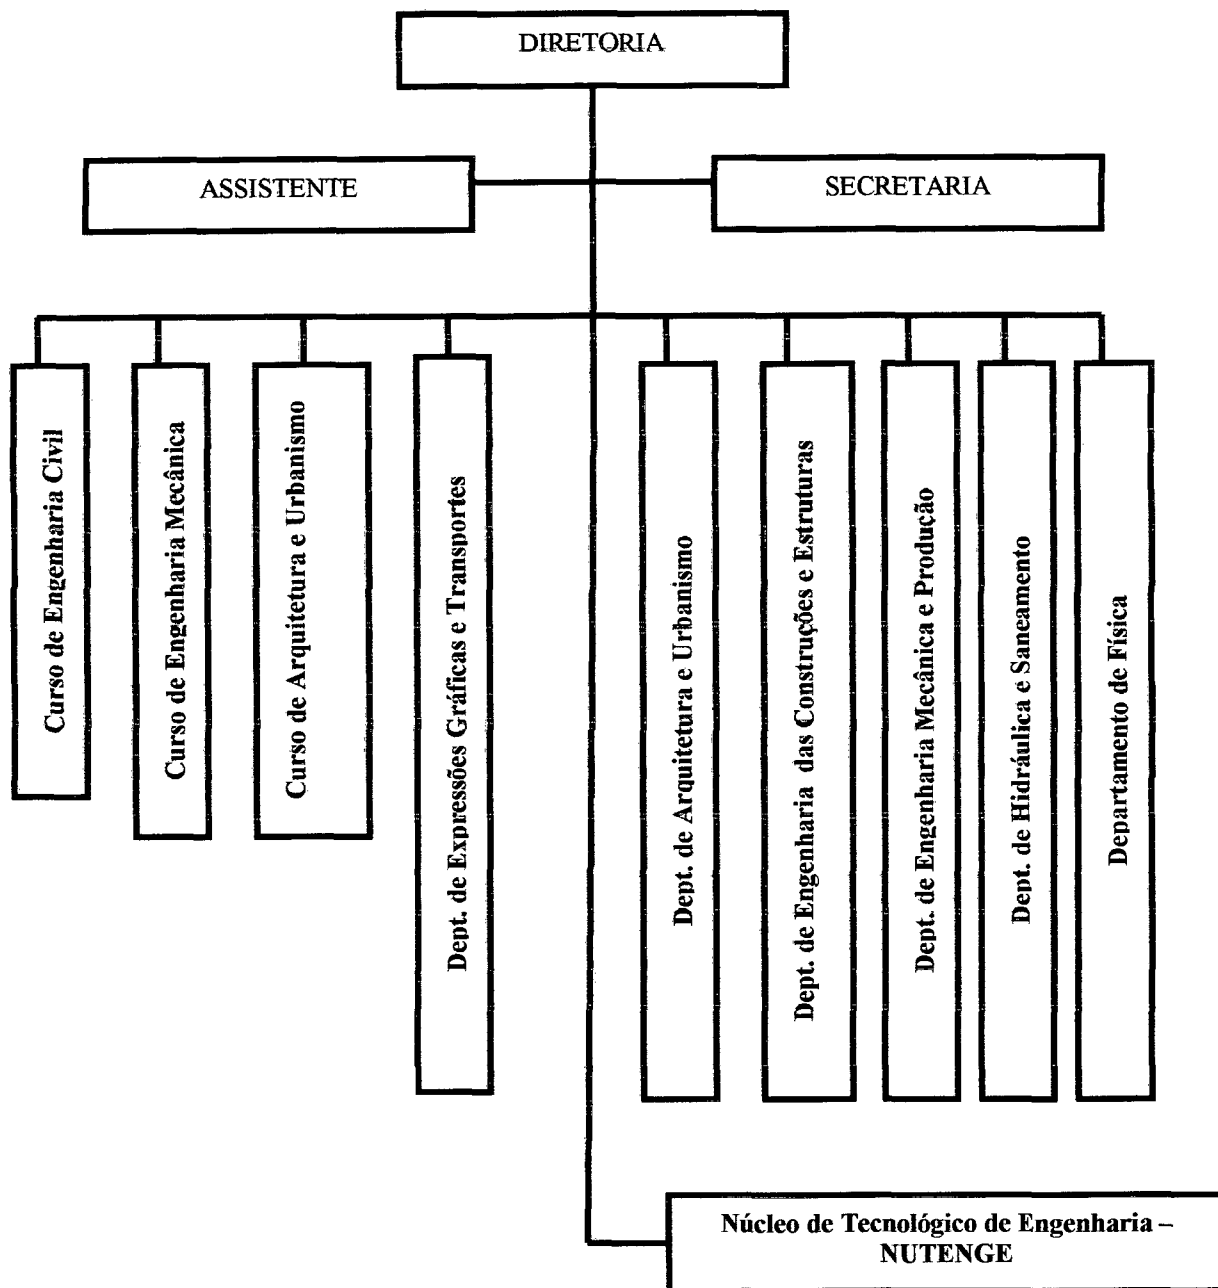 DIRETORIA
ASSISTENTE
SECRETARIA
Curso de Engenharia Civil
Curso de Engenharia Mecânica
Curso de Arquitetura e Urbanismo
Dept. de Expressões Gráficas e Transportes
Dept. de Arquitetura e Urbanismo
Dept. de Engenharia das Construções e Estruturas
Dept. de Engenharia Mecânica e Produção
Dept. de Hidráulica e Saneamento
Departamento de Física
Núcleo de Tecnológico de Engenharia –
NUTENGE